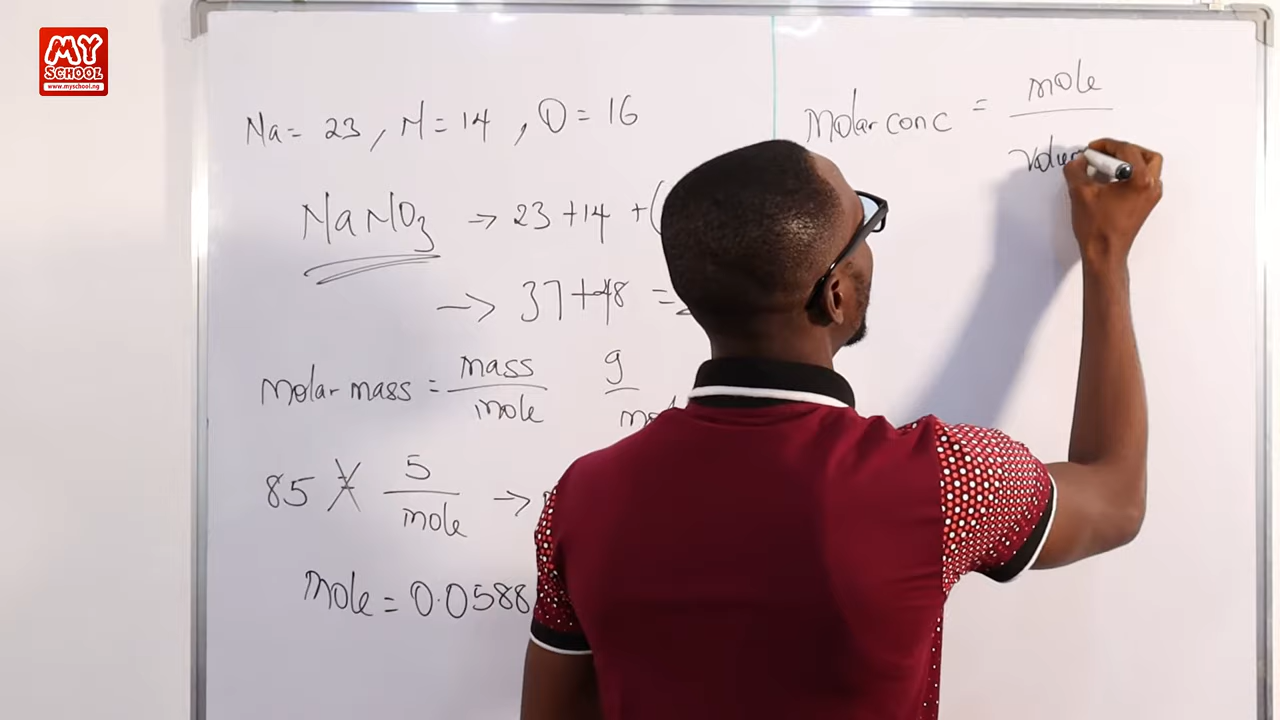 MY
SCHOOL
www.myschool.ng
Na = 23 , N = 14 , O = 16
NaNO3 → 23 + 14 + (
→ 37 + 48 =
molar mass = mass / mole g /
85 = 5 / mole →
mole = 0.0588
Molar conc = mole /